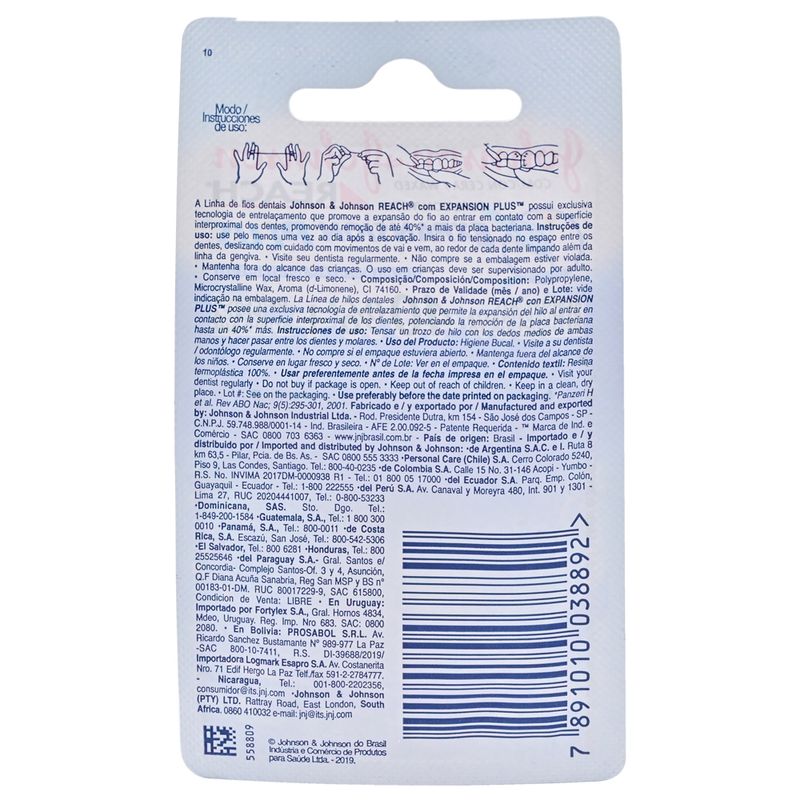 10
Modo /
Instrucciones
de uso:
A Linha de fios dentais Johnson & Johnson REACH® com EXPANSION PLUS™ possui exclusiva
tecnologia de entrelaçamento que promove a expansão do fio ao entrar em contato com a superfície
interproximal dos dentes, promovendo remoção de até 40%* a mais da placa bacteriana. Instruções de
uso: use pelo menos uma vez ao dia após a escovação. Insira o fio tensionado no espaço entre os
dentes, deslizando com cuidado com movimentos de vai e vem, ao redor de cada dente limpando além da
linha da gengiva. • Visite seu dentista regularmente. • Não compre se a embalagem estiver violada.
• Mantenha fora do alcance das crianças. O uso em crianças deve ser supervisionado por adulto.
• Conserve em local fresco e seco. • Composição/Composición/Composition: Polypropylene,
Microcrystalline Wax, Aroma (d-Limonene), CI 74160. • Prazo de Validade (mês / ano) e Lote: vide
indicação na embalagem. La Línea de hilos dentales Johnson & Johnson REACH® con EXPANSION
PLUS™ posee una exclusiva tecnología de entrelazamiento que permite la expansión del hilo al entrar en
contacto con la superficie interproximal de los dientes, potenciando la remoción de la placa bacteriana
hasta un 40%* más. Instrucciones de uso: Tensar un trozo de hilo con los dedos medios de ambas
manos y hacer pasar entre los dientes y molares. • Uso del Producto: Higiene Bucal. • Visite a su dentista
/ odontólogo regularmente. • No compre si el empaque estuviera abierto. • Mantenga fuera del alcance de
los niños. • Conserve en lugar fresco y seco. • N° de Lote: Ver en el empaque. • Contenido textil: Resina
termoplástica 100%. • Usar preferentemente antes de la fecha impresa en el empaque. • Visit your
dentist regularly • Do not buy if package is open. • Keep out of reach of children. • Keep in a clean, dry
place. • Lot #: See on the packaging. • Use preferably before the date printed on packaging. *Panzeri H
et al. Rev ABO Nac; 9(5):295-301, 2001. Fabricado e / y exportado por / Manufactured and exported
by: Johnson & Johnson Industrial Ltda. - Rod. Presidente Dutra, km 154 - São José dos Campos - SP -
C.N.P.J. 59.748.988/0001-14 - Ind. Brasileira - AFE 2.00.092-5 - Patente Requerida - ™ Marca de Ind. e
Comércio - SAC 0800 703 6363 - www.jnjbrasil.com.br - País de origen: Brasil - Importado e / y
distribuido por / Imported and distributed by Johnson & Johnson: •de Argentina S.A.C. e I. Ruta 8
km 63,5 - Pilar, Pcia. de Bs. As. - SAC 0800 555 3333 •Personal Care (Chile) S.A. Cerro Colorado 5240,
Piso 9, Las Condes, Santiago. Tel: 800-40-0235 •de Colombia S.A. Calle 15 No. 31-146 Acopi - Yumbo -
R.S. No. INVIMA 2017DM-0000938 R1 - Tel.: 01 800 05 17000 •del Ecuador S.A. Parq. Emp. Colón,
Guayaquil - Ecuador - Tel.: 1-800 222555 •del Perú S.A. Av. Canaval y Moreyra 480, Int. 901 y 1301 -
Lima 27, RUC 20204441007, Tel.: 0-800-53233
•Dominicana, SAS. Sto. Dgo. Tel.:
1-849-200-1584 •Guatemala, S.A., Tel.: 1 800 300
0010 •Panamá, S.A., Tel.: 800-0011 •de Costa
Rica, S.A. Escazú, San José, Tel.: 800-542-5306
•El Salvador, Tel.: 800 6281 •Honduras, Tel.: 800
25525646 •del Paraguay S.A.- Gral. Santos e/
Concordia- Complejo Santos-Of. 3 y 4, Asunción,
Q.F Diana Acuña Sanabria, Reg San MSP y BS n°
00183-01-DM. RUC 80017229-9, SAC 615800,
Condicion de Venta: LIBRE • En Uruguay:
Importado por Fortylex S.A., Gral. Hornos 4834,
Mdeo, Uruguay. Reg. Imp. Nro 683, SAC: 0800
2080. • En Bolivia: PROSABOL S.R.L. Av.
Ricardo Sanchez Bustamante N° 989-977 La Paz
-SAC 800-10-7411, R.S. DI-39688/2019/
Importadora Logmark Esapro S.A. Av. Costanerita
Nro. 71 Edif Hergo La Paz Telf./fax 591-2-2784777.
- Nicaragua, Tel.: 001-800-2202356,
consumidor@its.jnj.com •Johnson & Johnson
(PTY) LTD. Rattray Road, East London, South
Africa. 0860 410032 e-mail: jnj@its.jnj.com
558809
© Johnson & Johnson do Brasil
Indústria e Comércio de Produtos
para Saúde Ltda. - 2019.
7 891010 038892 >